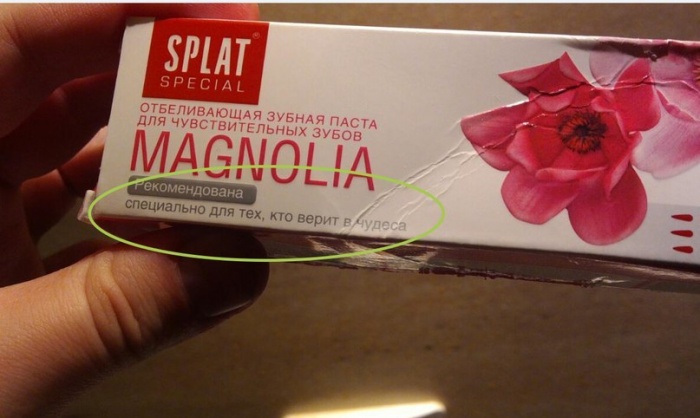 SPLAT
SPECIAL
ОТБЕЛИВАЮЩАЯ ЗУБНАЯ ПАСТА
ДЛЯ ЧУВСТВИТЕЛЬНЫХ ЗУБОВ
MAGNOLIA
Рекомендована
специально для тех, кто верит в чудеса